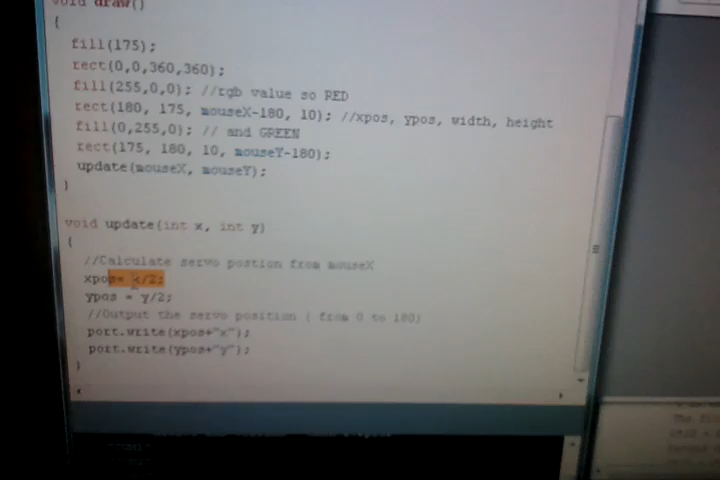 void draw()
{
fill(175);
rect(0,0,360,360);
fill(255,0,0); //rgb value so RED
rect(180, 175, mouseX-180, 10); //xpos, ypos, width, height
fill(0,255,0); // and GREEN
rect(175, 180, 10, mouseY-180);
update(mouseX, mouseY);
}
void update(int x, int y)
{
//Calculate servo postion from mouseX
xpos= x/2;
ypos = y/2;
//Output the servo position ( from 0 to 180)
port.write(xpos+"x");
port.write(ypos+"y");
}